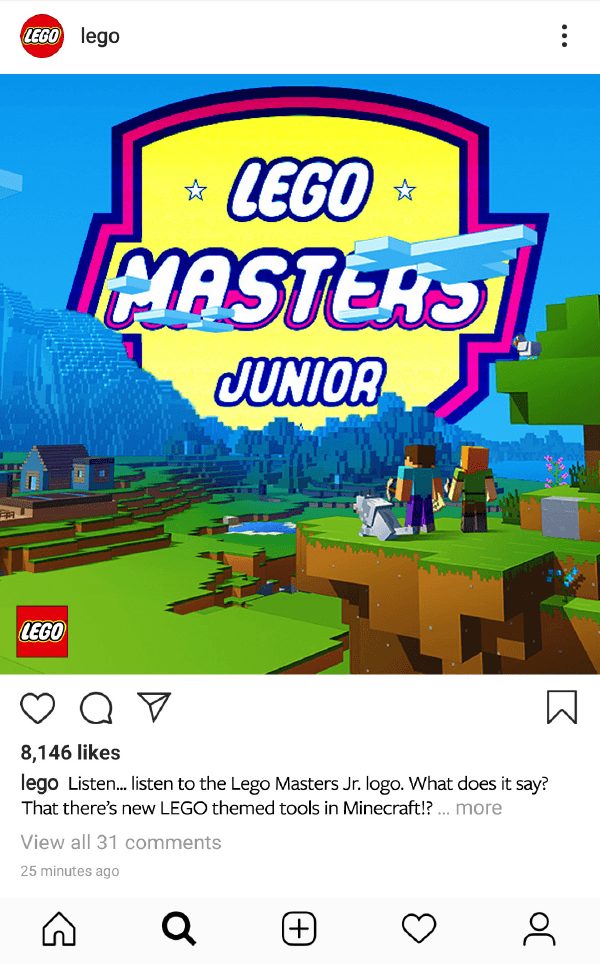 LEGO
lego
LEGO
MASTERS
JUNIOR
LEGO
8,146 likes
lego Listen... listen to the Lego Masters Jr. logo. What does it say?
That there's new LEGO themed tools in Minecraft!? ... more
View all 31 comments
25 minutes ago